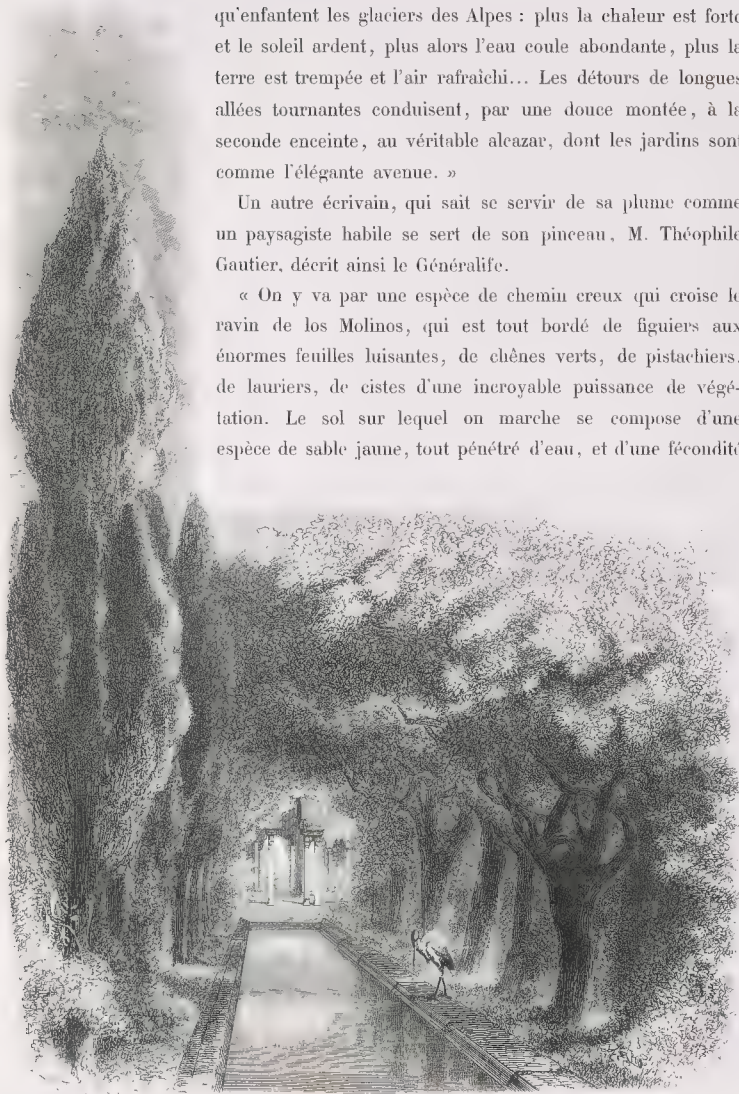 qu'enfantent les glaciers des Alpes : plus la chaleur est forte
et le soleil ardent, plus alors l'eau coule abondante, plus la
terre est trempée et l'air rafraîchi... Les détours de longues
allées tournantes conduisent, par une douce montée, à la
seconde enceinte, au véritable alcazar, dont les jardins sont
comme l'élégante avenue. »
Un autre écrivain, qui sait se servir de sa plume comme
un paysagiste habile se sert de son pinceau, M. Théophile
Gautier, décrit ainsi le Généralife.
« On y va par une espèce de chemin creux qui croise le
ravin de los Molinos, qui est tout bordé de figuiers aux
énormes feuilles luisantes, de chênes verts, de pistachiers,
de lauriers, de cistes d'une incroyable puissance de végé-
tation. Le sol sur lequel on marche se compose d'une
espèce de sable jaune, tout pénétré d'eau, et d'une fécondité